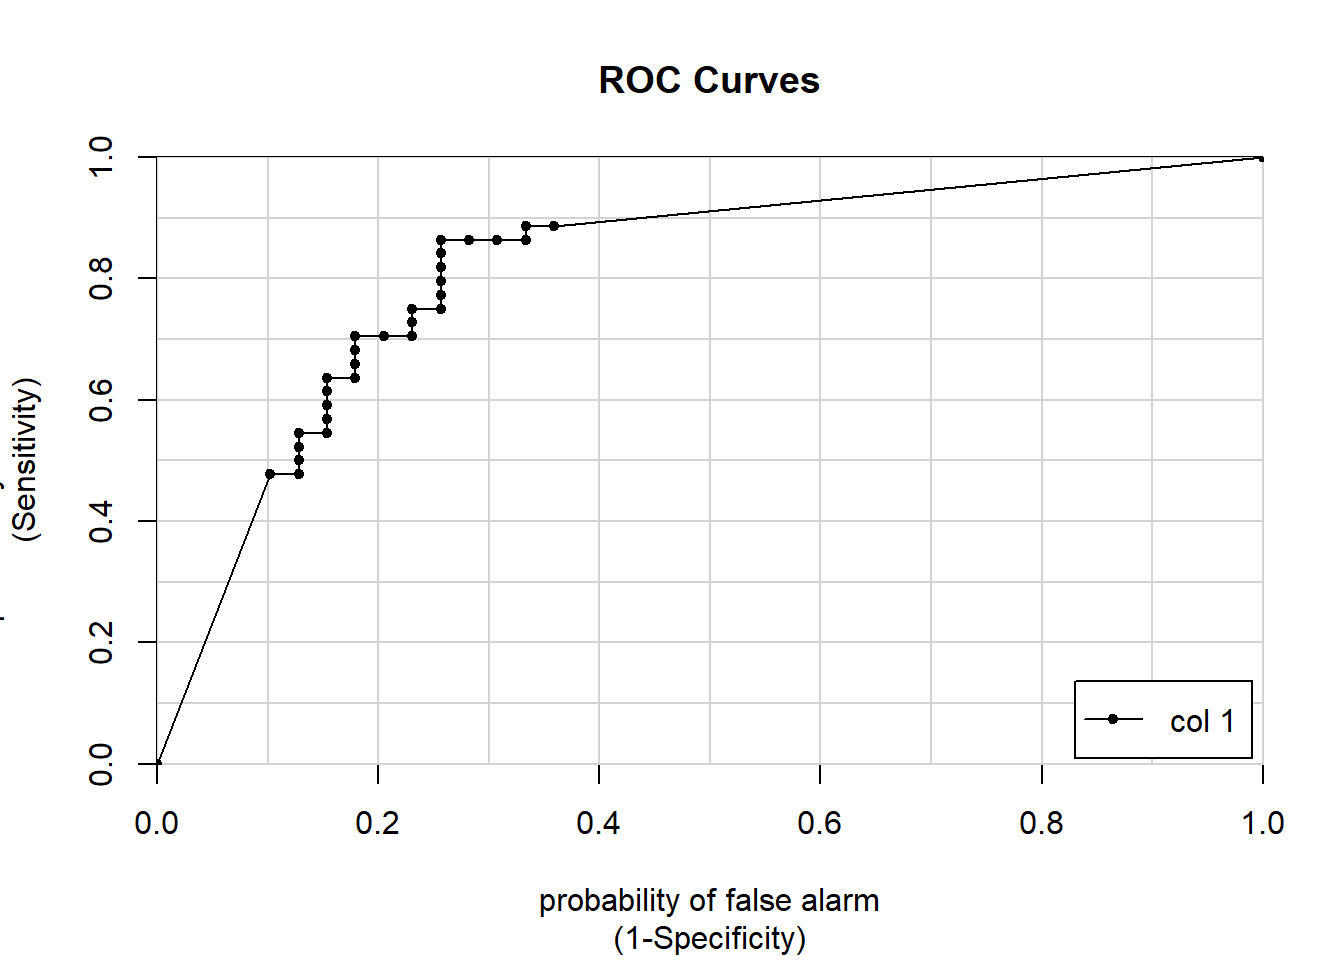 ROC Curves
(Sensitivity)
1.0
0.8
0.6
0.4
0.2
0.0
col 1
0.0 0.2 0.4 0.6 0.8 1.0
probability of false alarm
(1-Specificity)